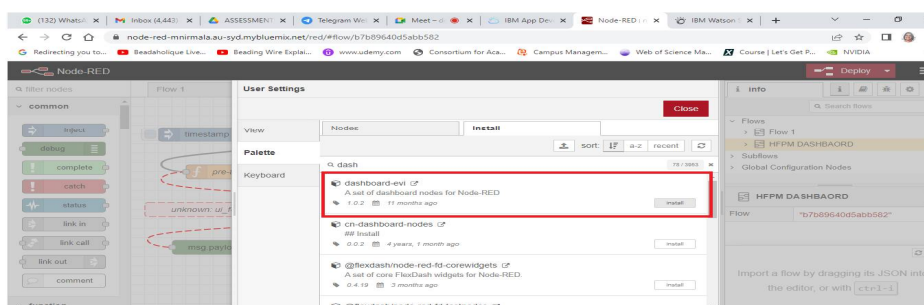 (132) WhatsA
Inbox (4,443)
ASSESSMENT
Telegram We
Meet – d
IBM App Dev
Node-RED : n
IBM Watson
node-red-mnirmala.au-syd.mybluemix.net/red/#flow/b7b89640d5abb582
Redirecting you to...
Beadaholique Live...
Beading Wire Explai...
www.udemy.com
Consortium for Aca...
Campus Managem...
Web of Science Ma...
Course | Let's Get P...
NVIDIA
Node-RED
Deploy
filter nodes
Flow 1
User Settings
info
Close
Search flows
common
debug
complete
catch
status
link in
link call
link out
comment
function
timestamp
unknown: ui_
msg.paylo
View
Palette
Keyboard
Nodes
Install
sort:
a-z
recent
dash
dashboard-evi
A set of dashboard nodes for Node-RED
1.0.2 11 months ago
install
cn-dashboard-nodes
## Install
0.0.2 4 years, 1 month ago
install
@flexdash/node-red-fd-corewidgets
A set of core FlexDash widgets for Node-RED.
0.4.19 3 months ago
install
Flows
Flow 1
HFPM DASHBAORD
Subflows
Global Configuration Nodes
HFPM DASHBAORD
Flow "b7b89640d5abb582"
Import a flow by dragging its JSON into
the editor, or with ctrl-i